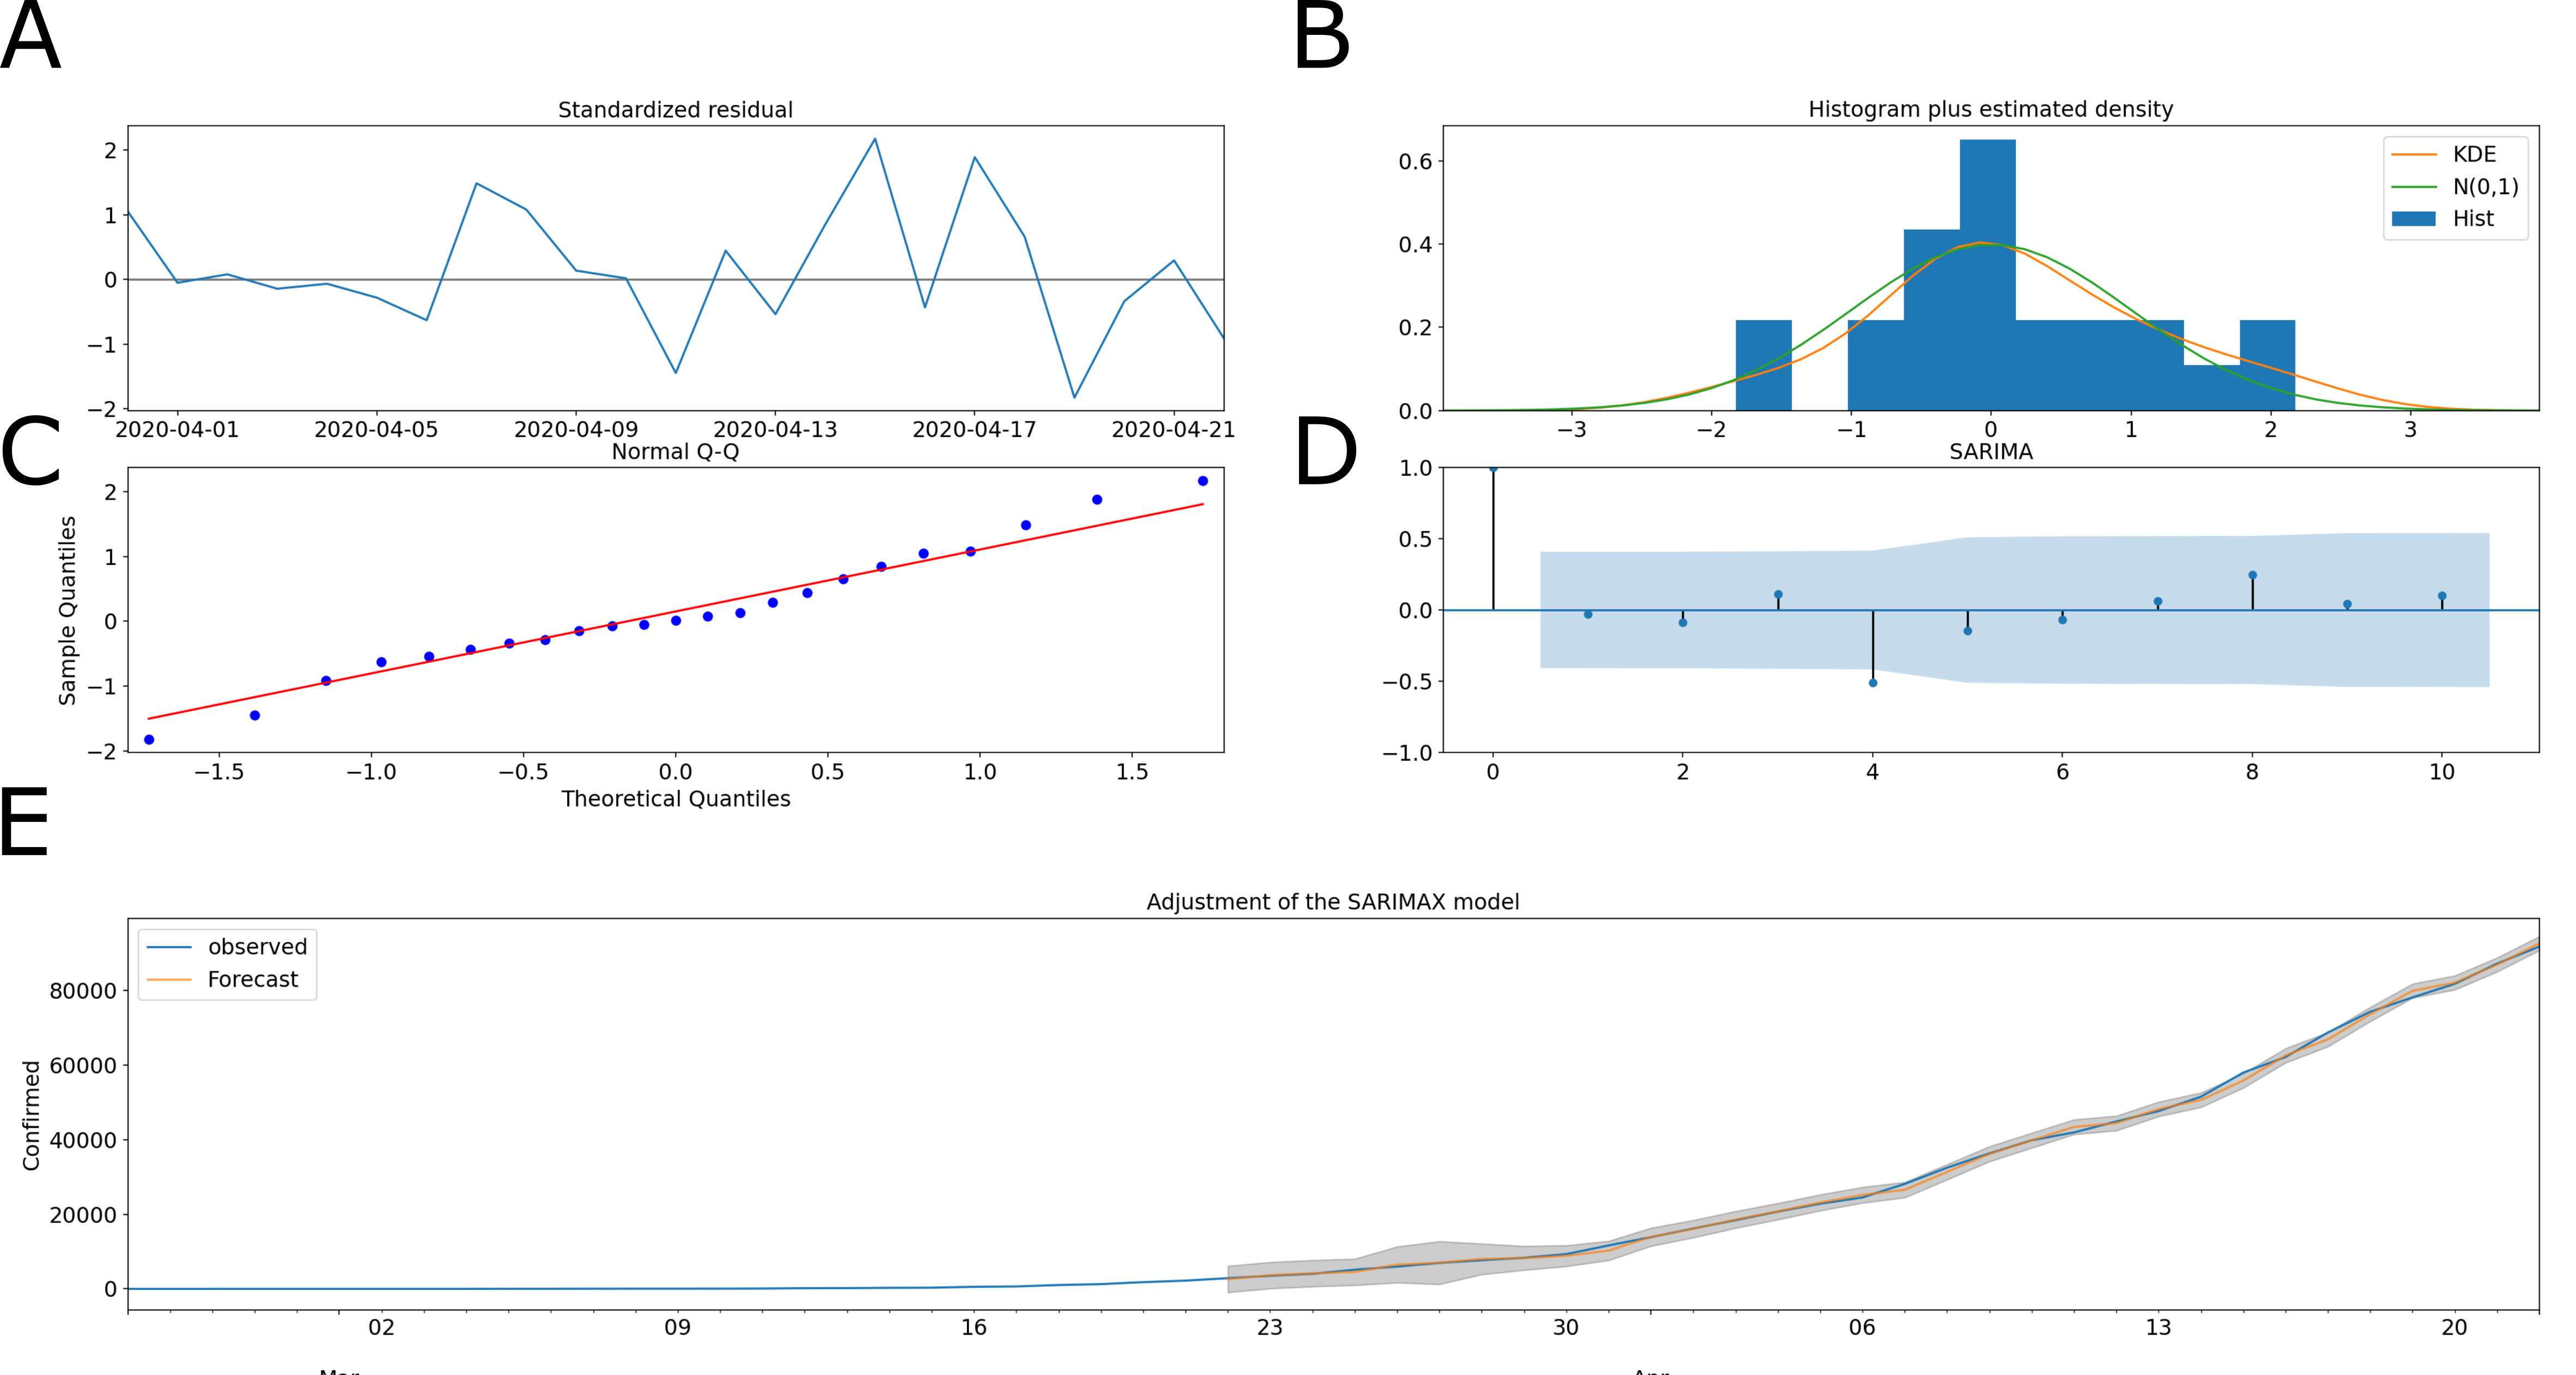 A
B
Standardized residual
2
1
0
−1
−2
2020-04-01 2020-04-05 2020-04-09 2020-04-13 2020-04-17 2020-04-21
Histogram plus estimated density
KDE
N(0,1)
Hist
0.6
0.4
0.2
0.0
−3 −2 −1 0 1 2 3
C
D
Normal Q-Q
Sample Quantiles
2
1
0
−1
−2
−1.5 −1.0 −0.5 0.0 0.5 1.0 1.5
Theoretical Quantiles
SARIMA
1.0
0.5
0.0
−0.5
−1.0
0 2 4 6 8 10
E
Adjustment of the SARIMAX model
observed
Forecast
Confirmed
80000
60000
40000
20000
0
02 09 16 23 30 06 13 20
Mar Apr